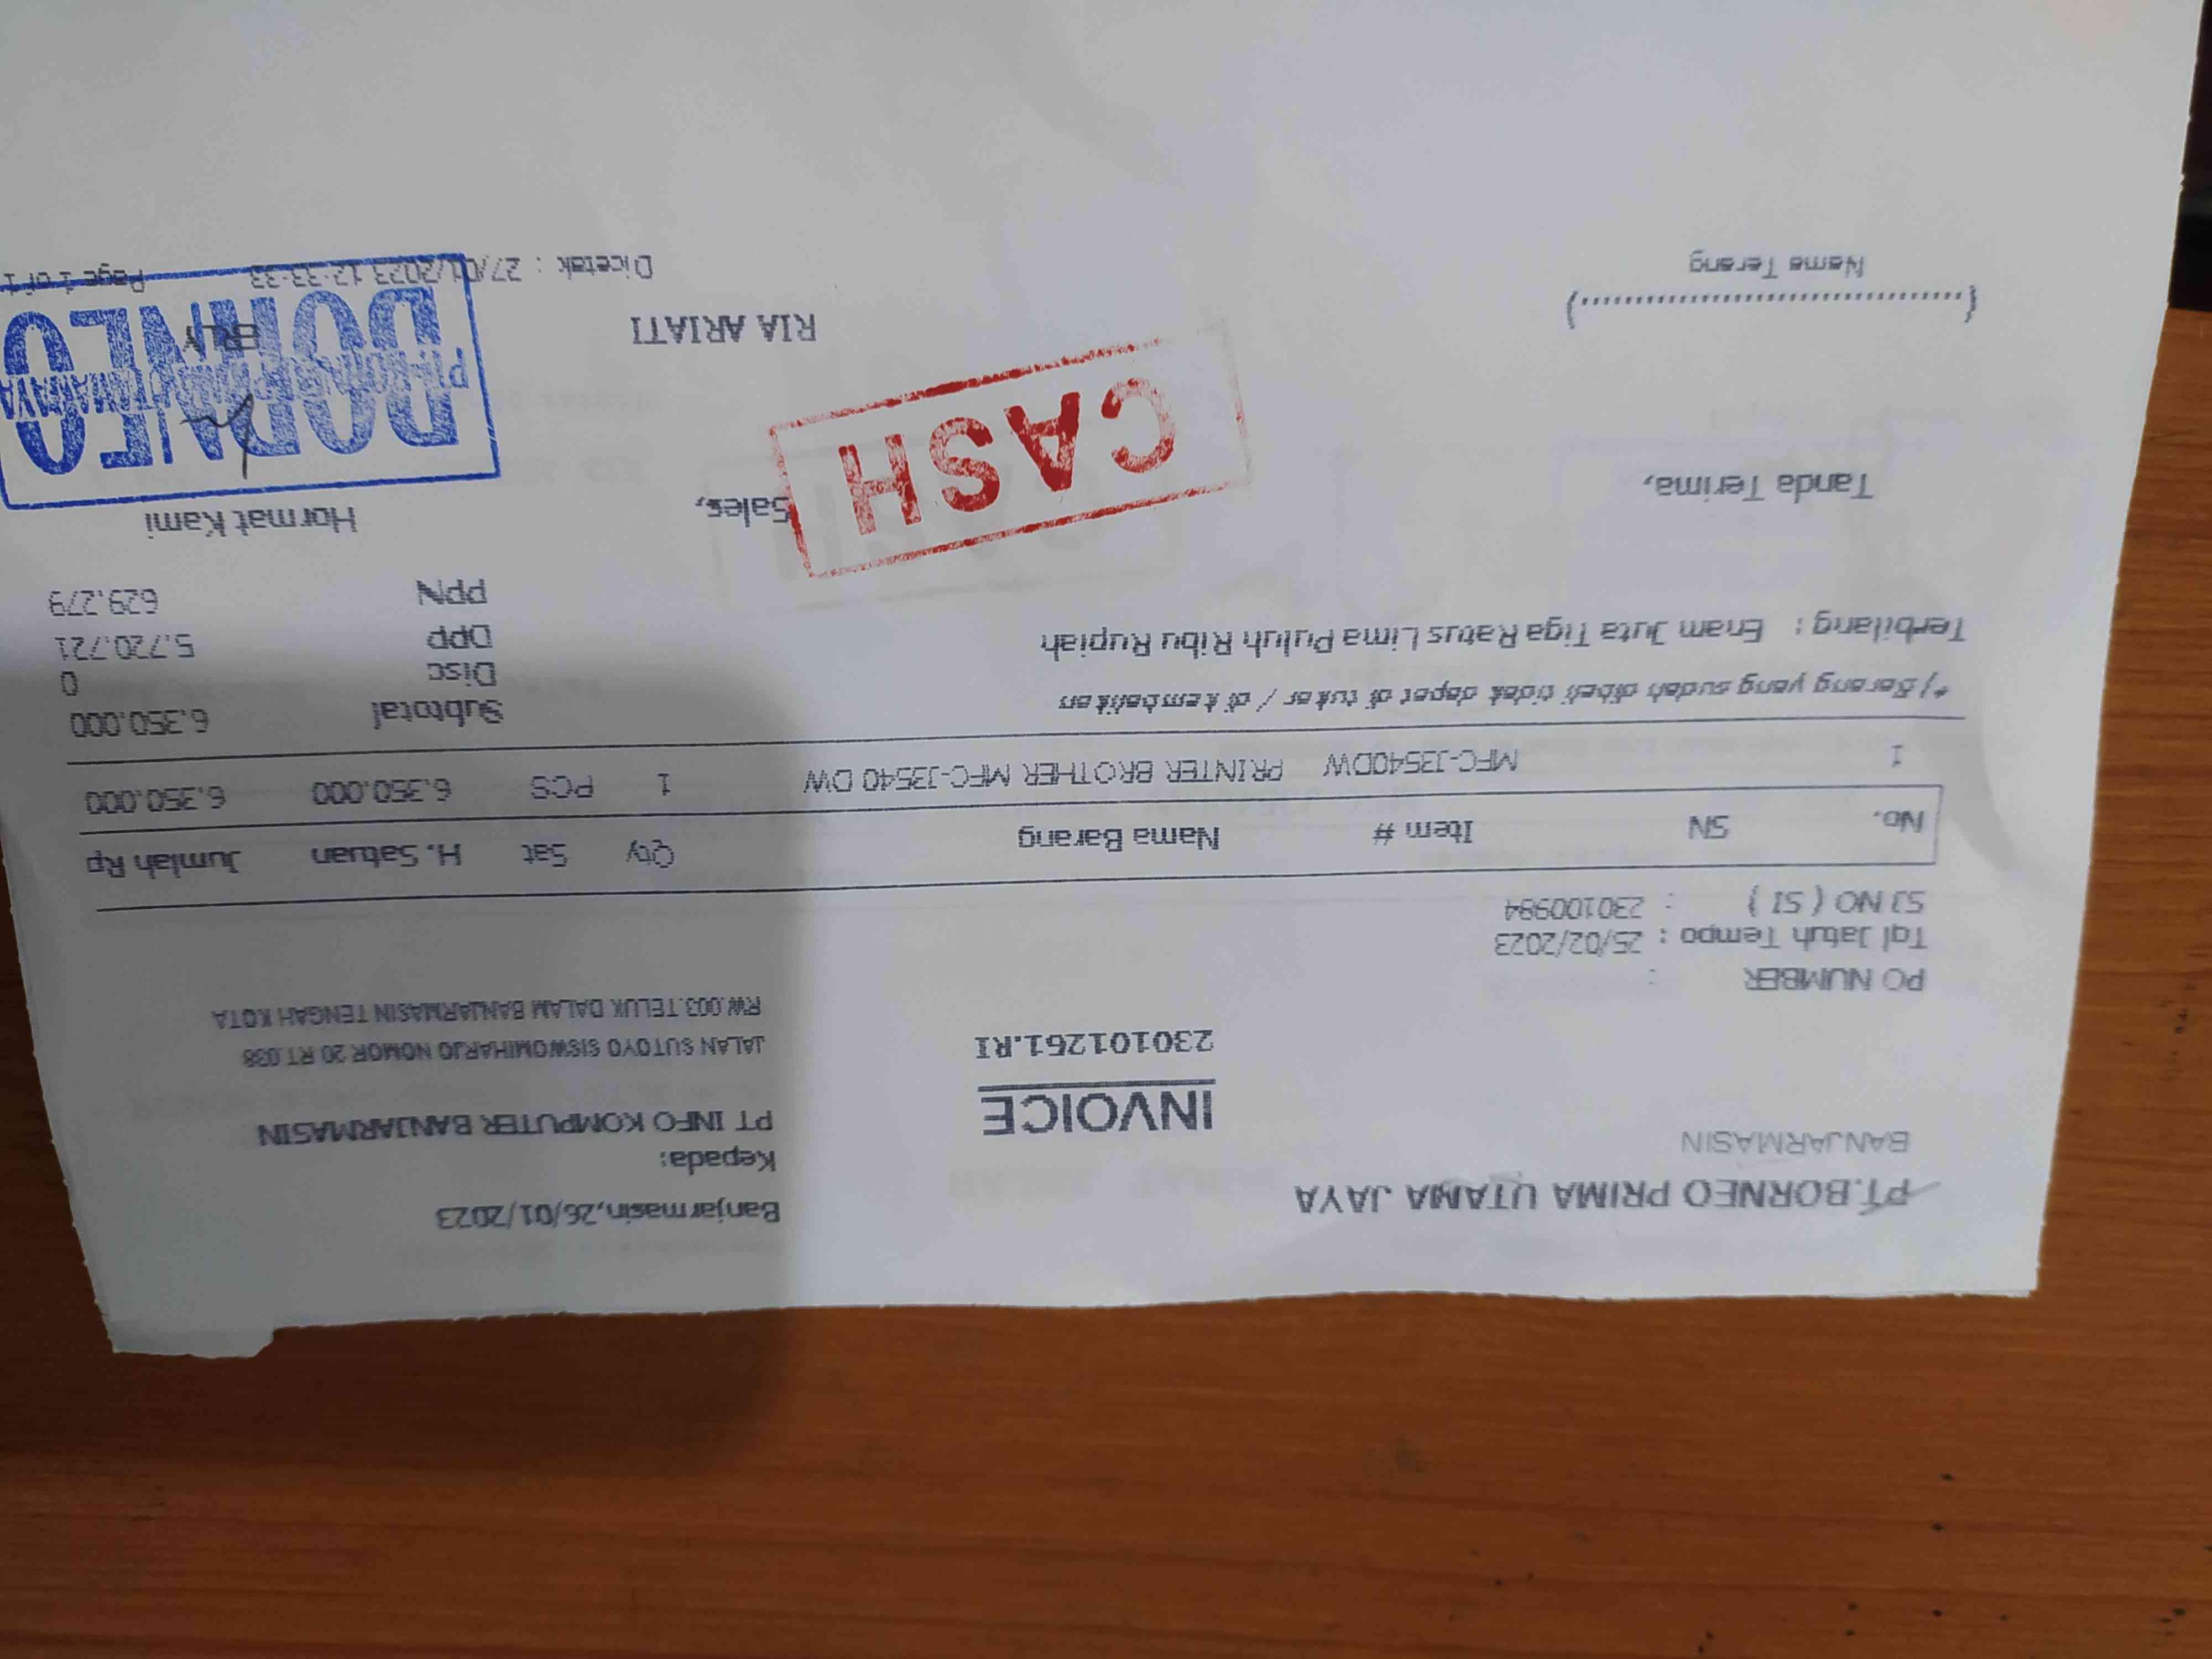 PT.BORNEO PRIMA UTAMA JAYA
BANJARMASIN
INVOICE
230101261.RI
Banjarmasin,26/01/2023
Kepada:
PT INFO KOMPUTER BANJARMASIN
JALAN SUTOYO SISWOMIHARJO NOMOR 20 RT.038
RW.003.TELUK DALAM BANJARMASIN TENGAH KOTA
PO NUMBER :
Tgl Jatuh Tempo : 25/02/2023
SJ NO ( SI ) : 230100984
No. SN Item # Nama Barang Qty Sat H. Satuan Jumlah Rp
1 MFC-J3540DW PRINTER BROTHER MFC-J3540 DW 1 PCS 6.350.000 6.350.000
*) Barang yang sudah dibeli tidak dapat di tukar / di kembalikan
Terbilang : Enam Juta Tiga Ratus Lima Puluh Ribu Rupiah
Subtotal 6.350.000
Disc 0
DPP 5.720.721
PPN 629.279
Tanda Terima,
Sales,
Hormat Kami
CASH
BORNEO
(....................................)
Nama Terang
RIA ARIATI
Dicetak : 27/01/2023 12:33:33 Page 1 of 1